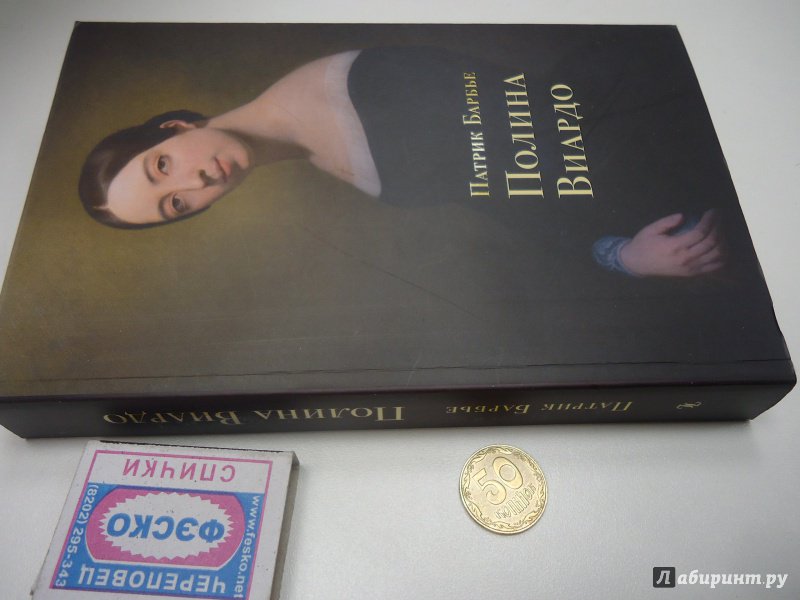 ПАТРИК БАРБЬЕ
ПОЛИНА
ВИАРДО
ПОЛИНА ВИАРДО
ПАТРИК БАРБЬЕ
СПИЧКИ
ФЭСКО
ЧЕРЕПОВЕЦ
www.fesko.net
(8202) 295-343
50
Лабиринт.ру